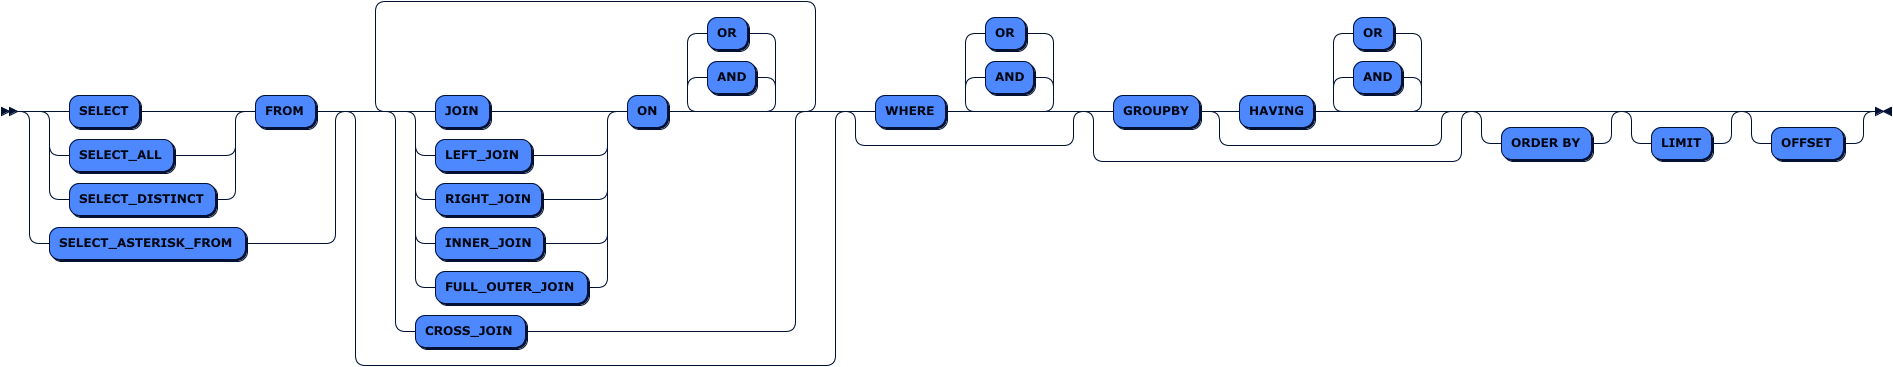 OR
OR
OR
AND
AND
AND
SELECT
FROM
JOIN
ON
WHERE
GROUPBY
HAVING
SELECT_ALL
LEFT_JOIN
ORDER BY
LIMIT
OFFSET
SELECT_DISTINCT
RIGHT_JOIN
SELECT_ASTERISK_FROM
INNER_JOIN
FULL_OUTER_JOIN
CROSS_JOIN